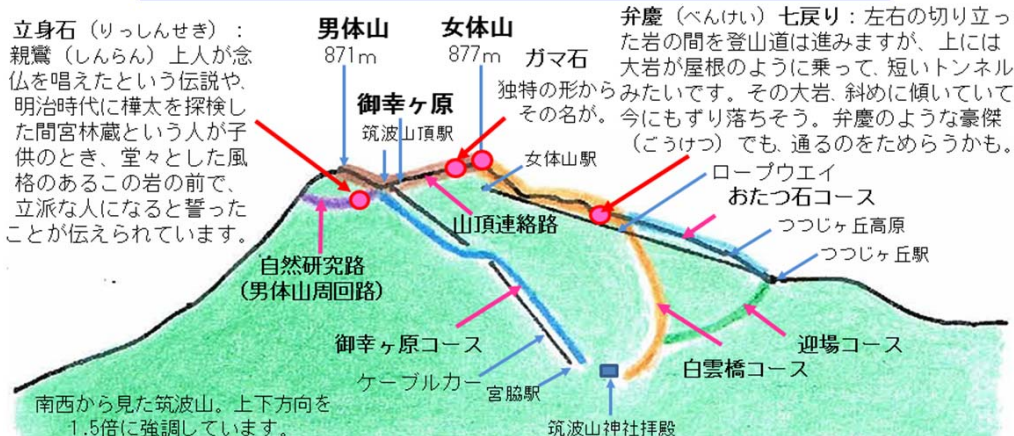 立身石（りっしんせき）：
親鸞（しんらん）上人が念
仏を唱えたという伝説や、
明治時代に樺太を探検し
た間宮林蔵という人が子
供のとき、堂々とした風
格のあるこの岩の前で、
立派な人になると誓った
ことが伝えられています。
男体山
871m
女体山
877m
御幸ヶ原
筑波山頂駅
ガマ石
独特の形から
その名が。
弁慶（べんけい）七戻り：左右の切り立っ
た岩の間を登山道は進みますが、上には
大岩が屋根のように乗って、短いトンネル
みたいです。その大岩、斜めに傾いていて
今にもずり落ちそう。弁慶のような豪傑
（ごうけつ）でも、通るのをためらうかも。
女体山駅
ロープウエイ
おたつ石コース
つつじヶ丘高原
つつじヶ丘駅
山頂連絡路
自然研究路
（男体山周回路）
御幸ヶ原コース
ケーブルカー
宮脇駅
迎場コース
白雲橋コース
筑波山神社拝殿
南西から見た筑波山。上下方向を
1.5倍に強調しています。